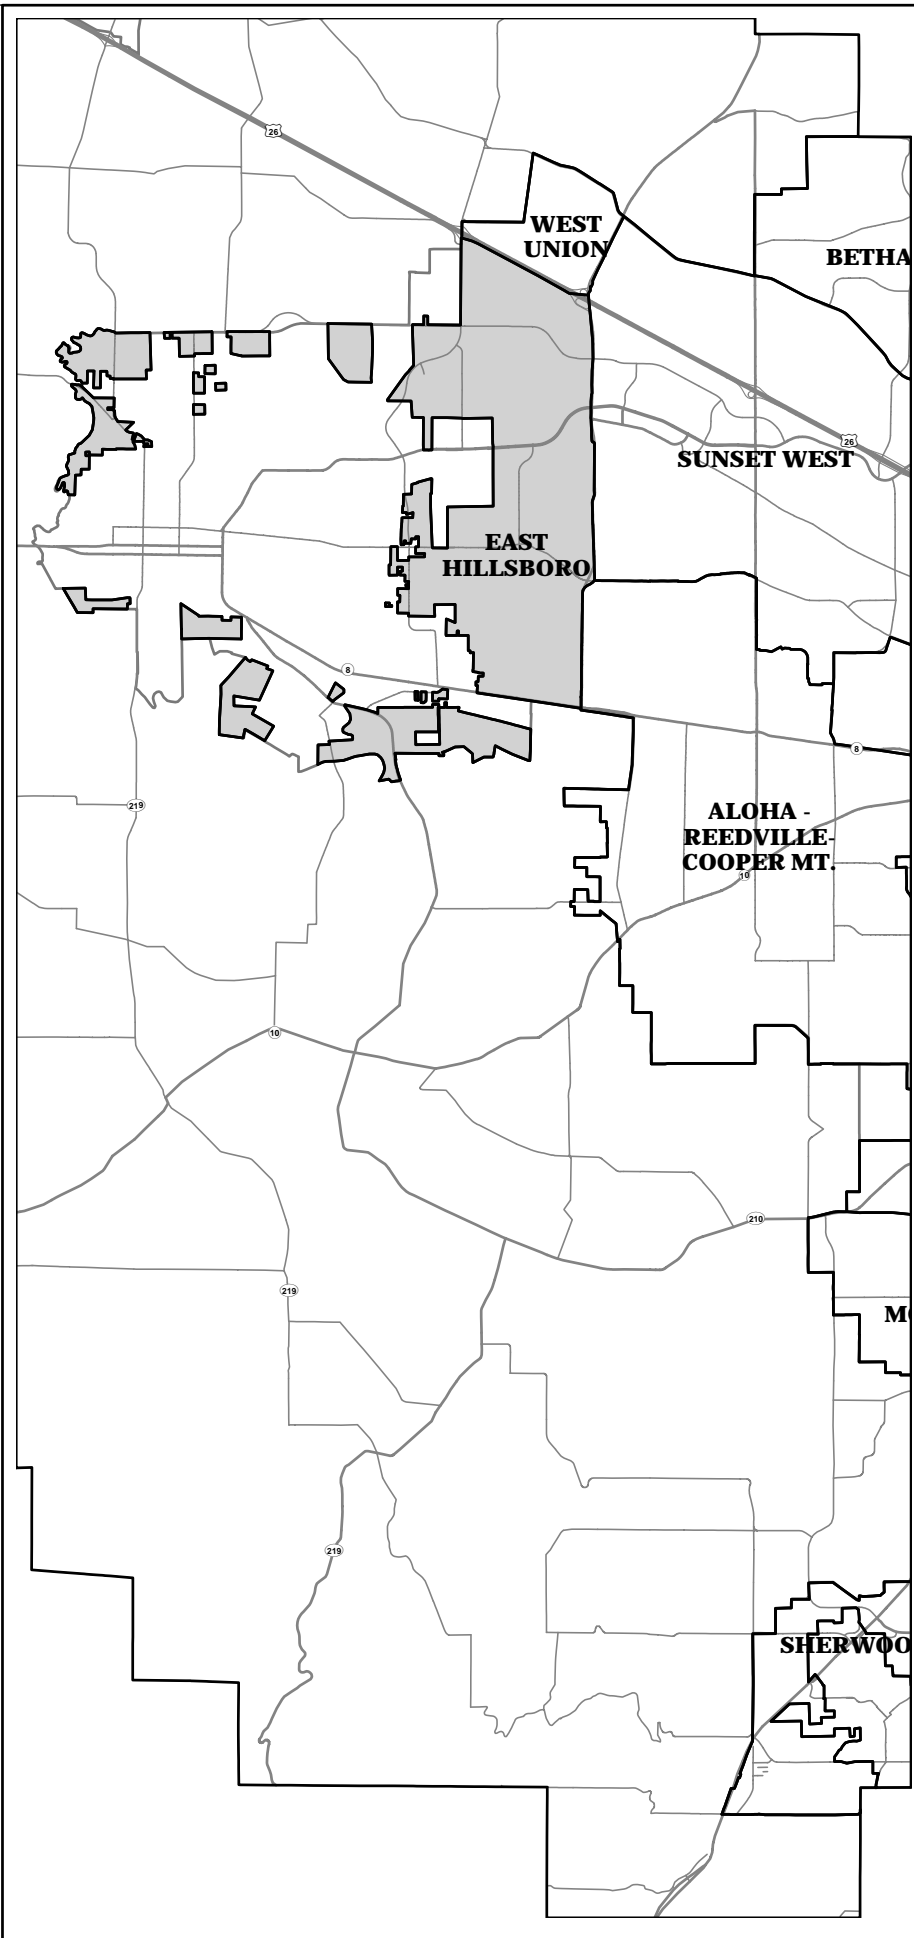 26
WEST
UNION
BETHA
26
SUNSET WEST
EAST
HILLSBORO
8
8
219
ALOHA -
REEDVILLE-
COOPER MT.
10
10
210
219
M
219
SHERWOO